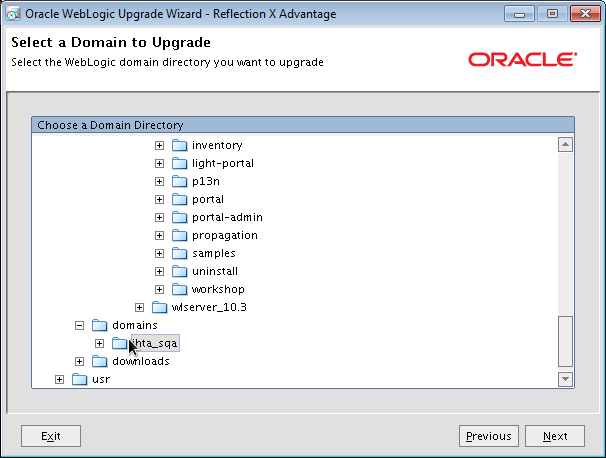 Oracle WebLogic Upgrade Wizard - Reflection X Advantage
Select a Domain to Upgrade
Select the WebLogic domain directory you want to upgrade
ORACLE
Choose a Domain Directory
inventory
light-portal
p13n
portal
portal-admin
propagation
samples
uninstall
workshop
wlserver_10.3
domains
downloads
usr
Exit
Previous
Next